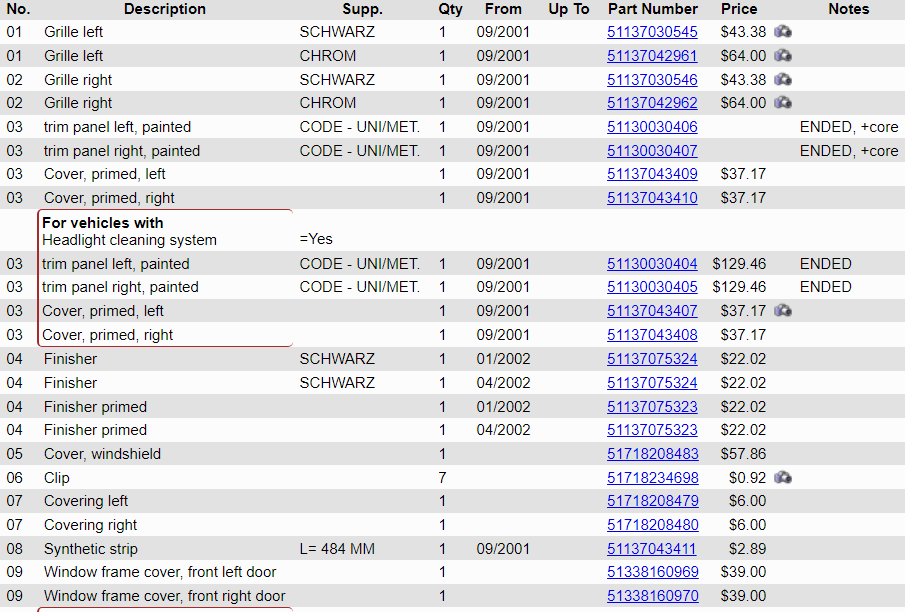 No. Description Supp. Qty From Up To Part Number Price Notes
01 Grille left SCHWARZ 1 09/2001 51137030545 $43.38
01 Grille left CHROM 1 09/2001 51137042961 $64.00
02 Grille right SCHWARZ 1 09/2001 51137030546 $43.38
02 Grille right CHROM 1 09/2001 51137042962 $64.00
03 trim panel left, painted CODE - UNI/MET. 1 09/2001 51130030406 ENDED, +core
03 trim panel right, painted CODE - UNI/MET. 1 09/2001 51130030407 ENDED, +core
03 Cover, primed, left 1 09/2001 51137043409 $37.17
03 Cover, primed, right 1 09/2001 51137043410 $37.17
For vehicles with
Headlight cleaning system =Yes
03 trim panel left, painted CODE - UNI/MET. 1 09/2001 51130030404 $129.46 ENDED
03 trim panel right, painted CODE - UNI/MET. 1 09/2001 51130030405 $129.46 ENDED
03 Cover, primed, left 1 09/2001 51137043407 $37.17
03 Cover, primed, right 1 09/2001 51137043408 $37.17
04 Finisher SCHWARZ 1 01/2002 51137075324 $22.02
04 Finisher SCHWARZ 1 04/2002 51137075324 $22.02
04 Finisher primed 1 01/2002 51137075323 $22.02
04 Finisher primed 1 04/2002 51137075323 $22.02
05 Cover, windshield 1 51718208483 $57.86
06 Clip 7 51718234698 $0.92
07 Covering left 1 51718208479 $6.00
07 Covering right 1 51718208480 $6.00
08 Synthetic strip L= 484 MM 1 09/2001 51137043411 $2.89
09 Window frame cover, front left door 1 51338160969 $39.00
09 Window frame cover, front right door 1 51338160970 $39.00